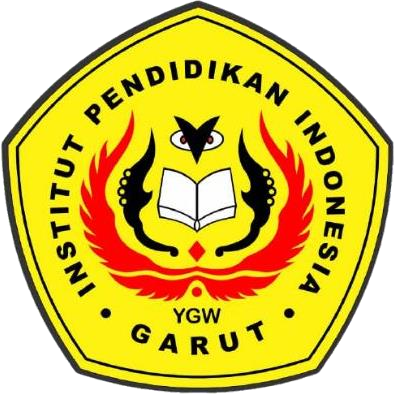 INSTITUT PENDIDIKAN INDONESIA
YGW
• GARUT •